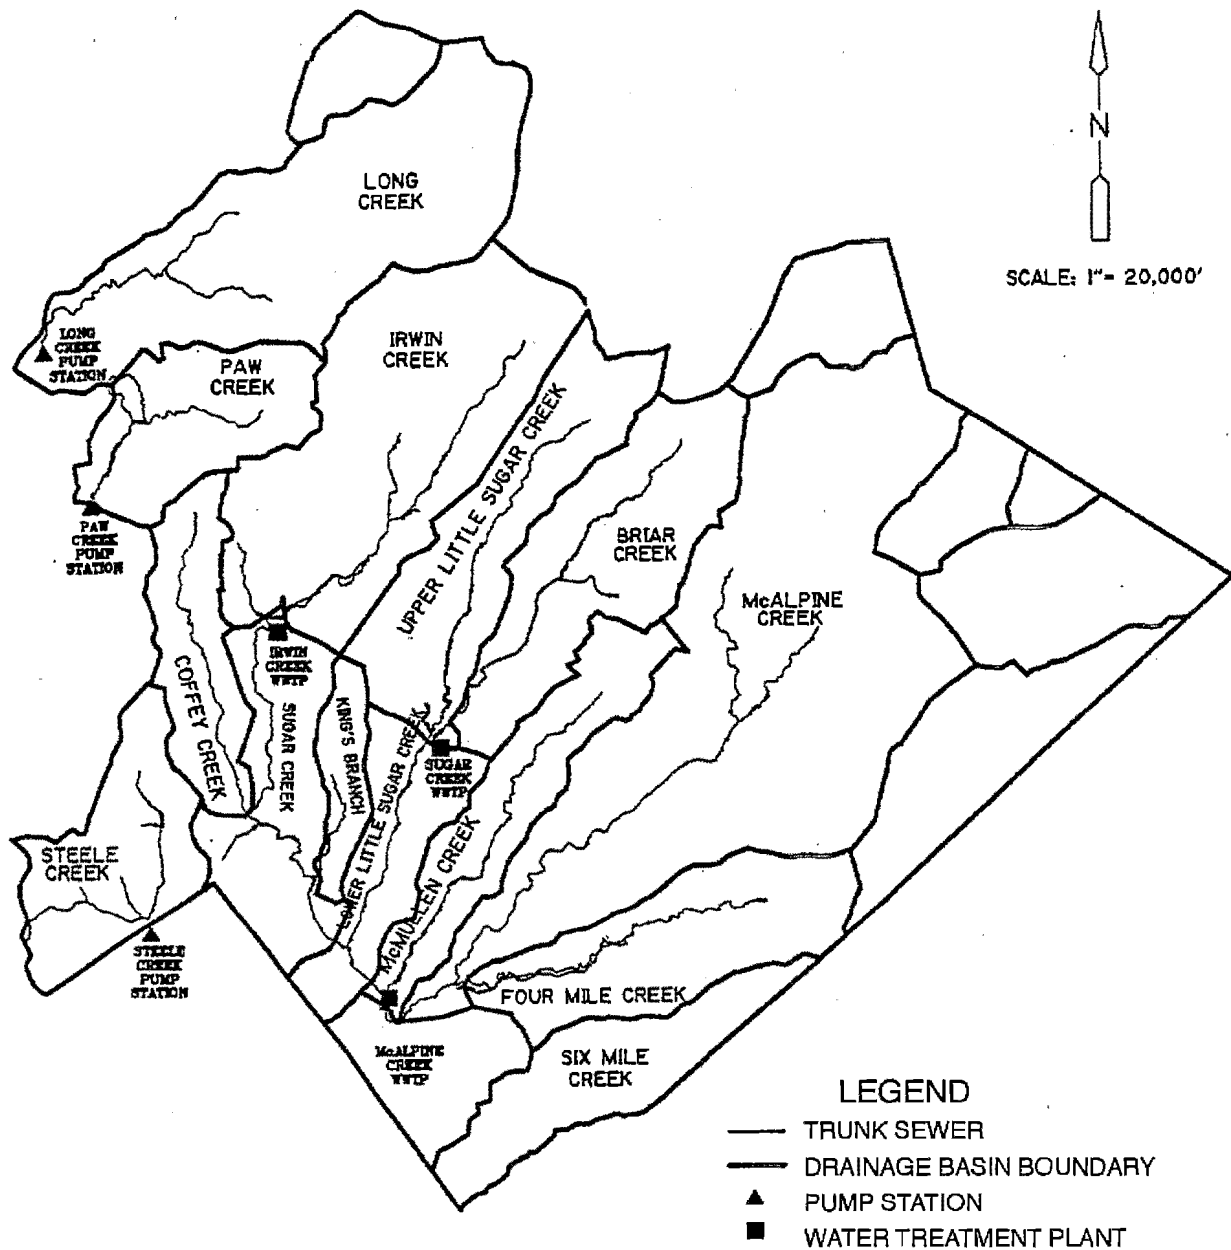 N
SCALE: 1"= 20,000'
LONG
CREEK
LONG
CREEK
PUMP
STATION
IRWIN
CREEK
PAW
CREEK
PAW
CREEK
PUMP
STATION
UPPER LITTLE SUGAR CREEK
BRIAR
CREEK
McALPINE
CREEK
IRWIN
CREEK
WWTP
COFFEY CREEK
SUGAR CREEK
KING'S BRANCH
LOWER LITTLE SUGAR CREEK
SUGAR
CREEK
WWTP
McMULLEN CREEK
STEELE
CREEK
STEELE
CREEK
PUMP
STATION
FOUR MILE CREEK
McALPINE
CREEK
WWTP
SIX MILE
CREEK
LEGEND
TRUNK SEWER
DRAINAGE BASIN BOUNDARY
PUMP STATION
WATER TREATMENT PLANT